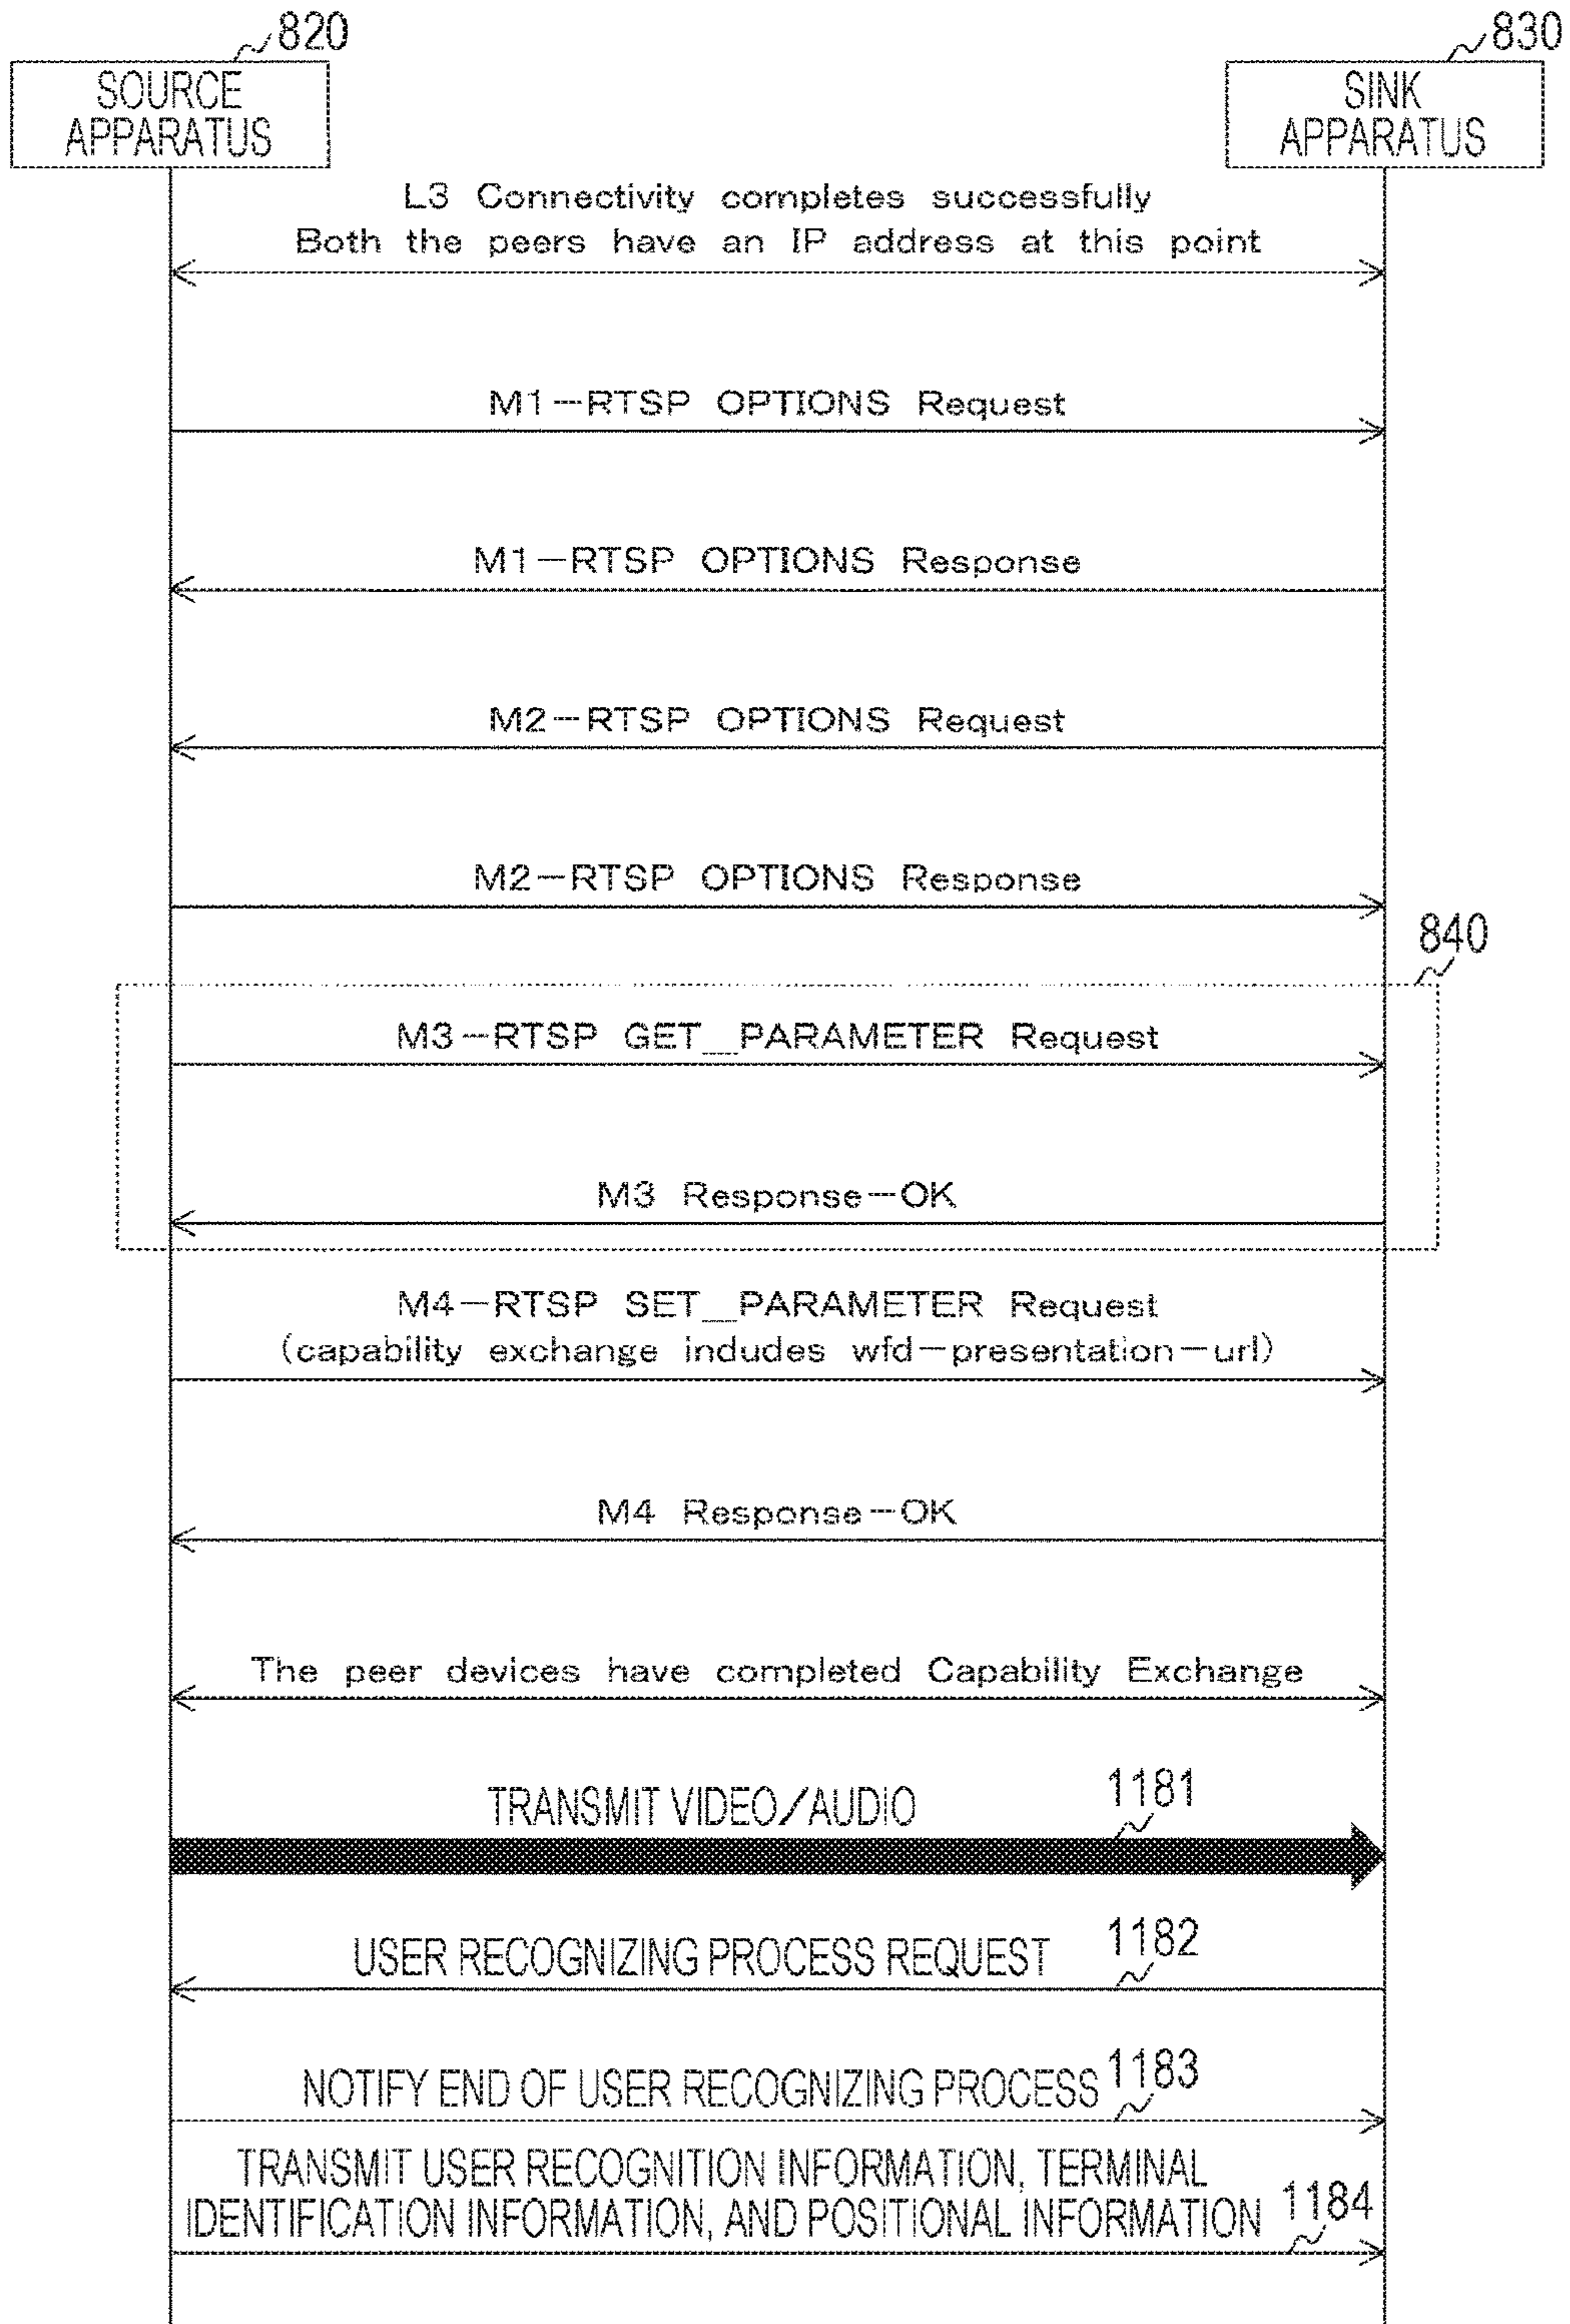 820
SOURCE
APPARATUS
830
SINK
APPARATUS
L3 Connectivity completes successfully
Both the peers have an IP address at this point
M1-RTSP OPTIONS Request
M1-RTSP OPTIONS Response
M2-RTSP OPTIONS Request
M2-RTSP OPTIONS Response
840
M3-RTSP GET_PARAMETER Request
M3 Response-OK
M4-RTSP SET_PARAMETER Request
(capability exchange includes wfd-presentation-url)
M4 Response-OK
The peer devices have completed Capability Exchange
TRANSMIT VIDEO/AUDIO 1181
USER RECOGNIZING PROCESS REQUEST 1182
NOTIFY END OF USER RECOGNIZING PROCESS 1183
TRANSMIT USER RECOGNITION INFORMATION, TERMINAL
IDENTIFICATION INFORMATION, AND POSITIONAL INFORMATION 1184